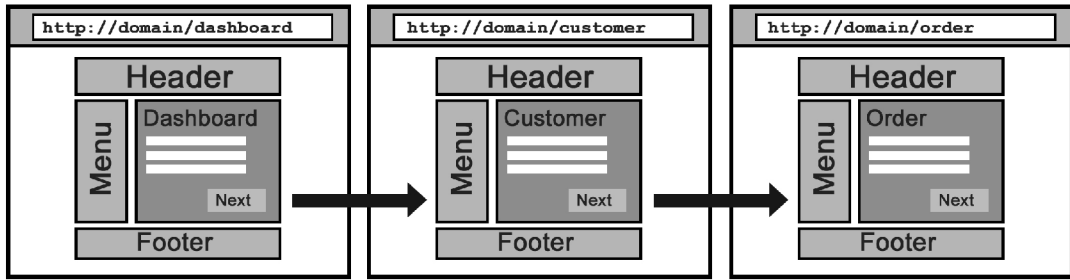 http://domain/dashboard
Header
Menu
Dashboard
Next
Footer
http://domain/customer
Header
Menu
Customer
Next
Footer
http://domain/order
Header
Menu
Order
Next
Footer